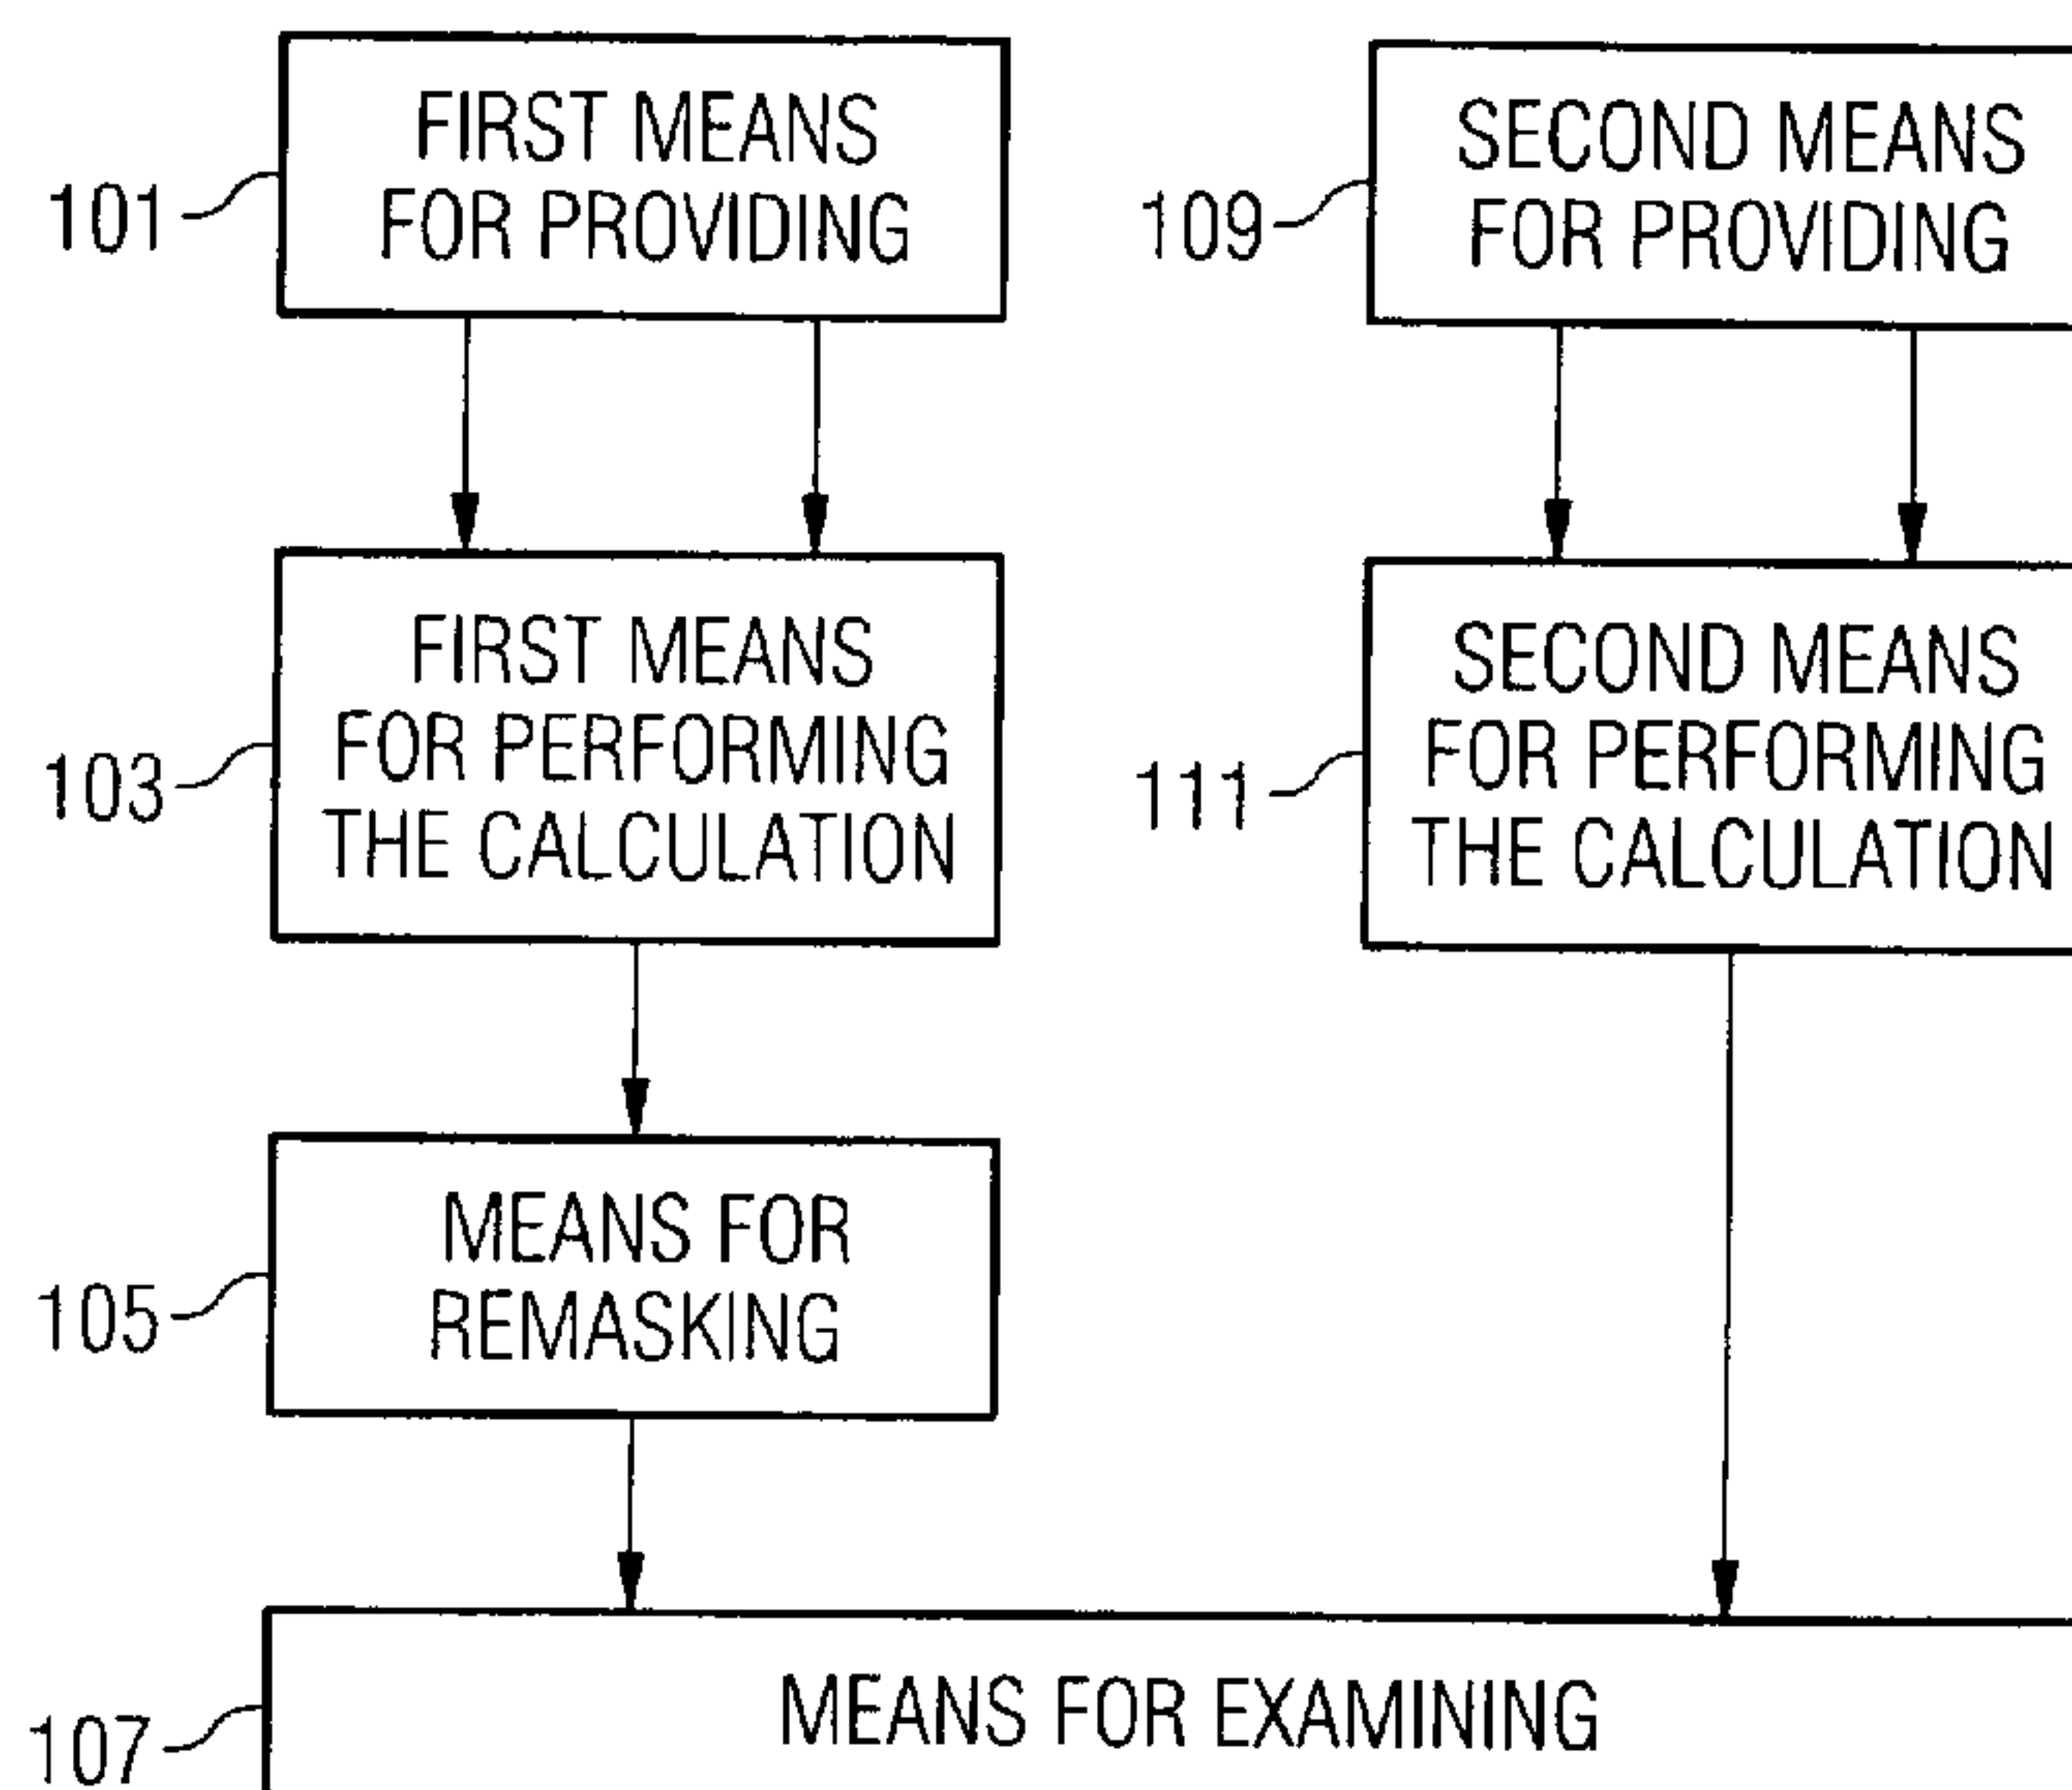 101
FIRST MEANS
FOR PROVIDING
109
SECOND MEANS
FOR PROVIDING
103
FIRST MEANS
FOR PERFORMING
THE CALCULATION
111
SECOND MEANS
FOR PERFORMING
THE CALCULATION
105
MEANS FOR
REMASKING
107
MEANS FOR EXAMINING